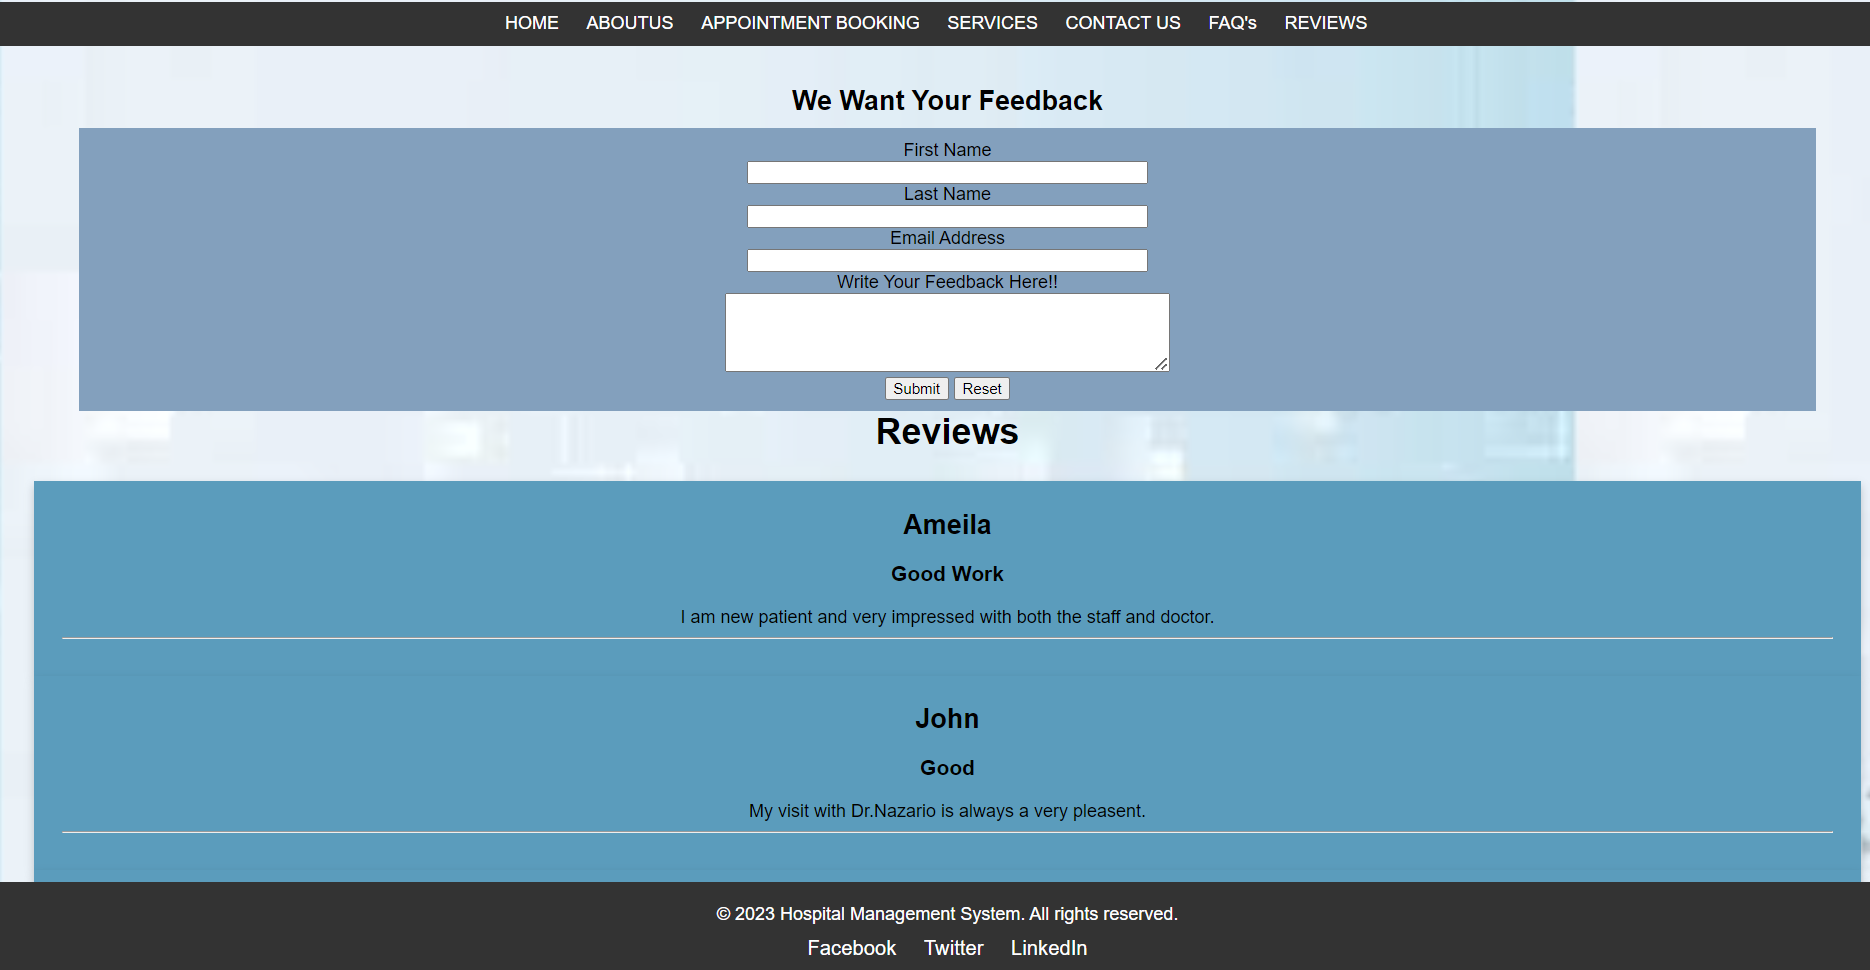 HOME ABOUTUS APPOINTMENT BOOKING SERVICES CONTACT US FAQ's REVIEWS
We Want Your Feedback
First Name
Last Name
Email Address
Write Your Feedback Here!!
Submit Reset
Reviews
Ameila
Good Work
I am new patient and very impressed with both the staff and doctor.
John
Good
My visit with Dr.Nazario is always a very pleasent.
© 2023 Hospital Management System. All rights reserved.
Facebook Twitter LinkedIn